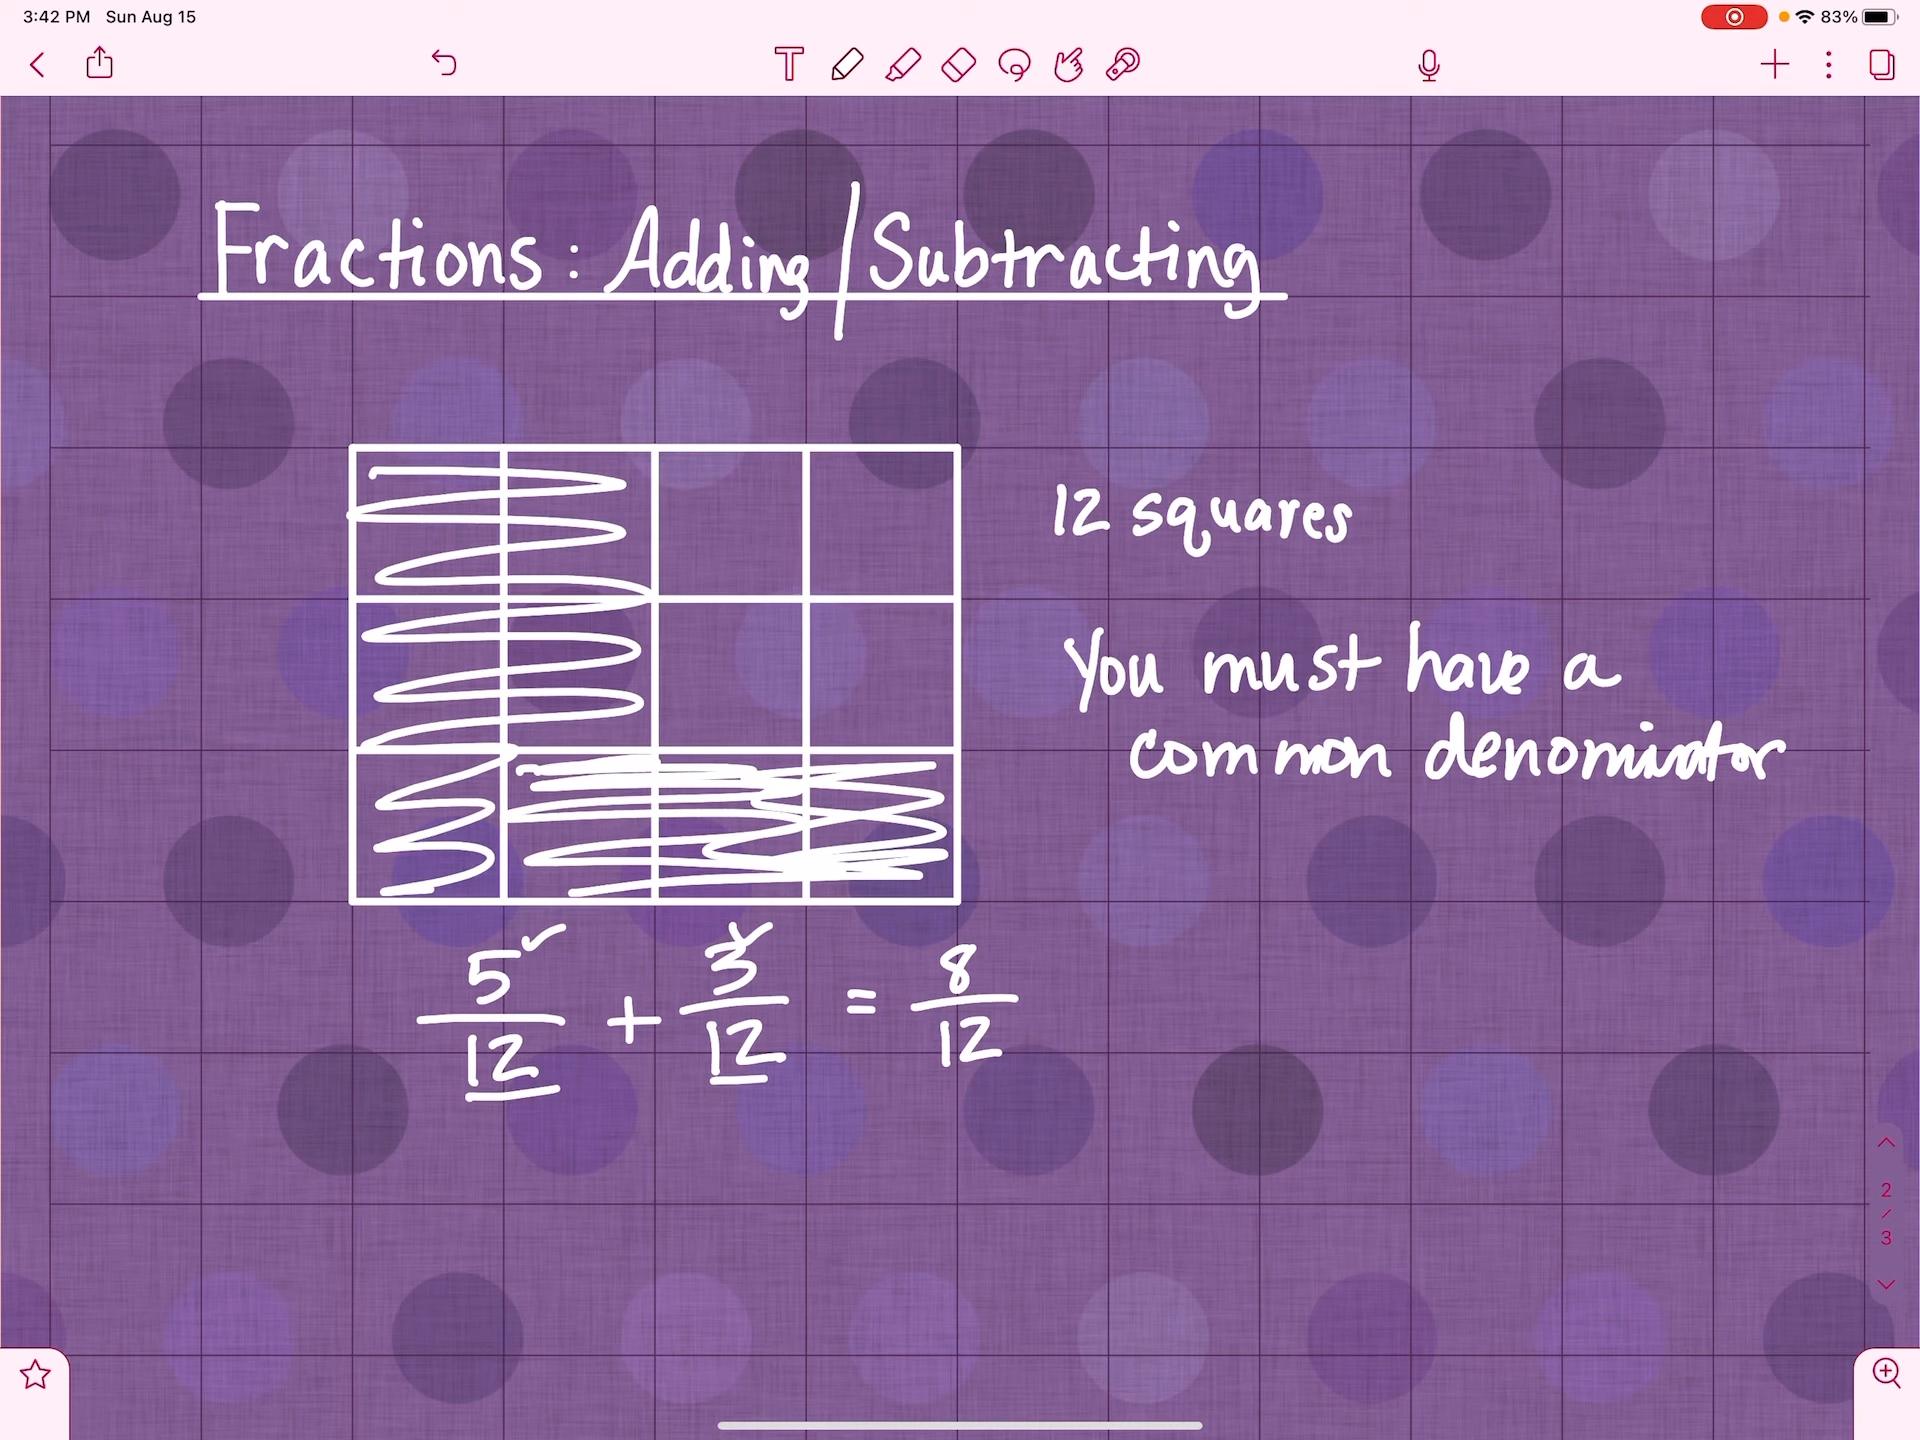 3:42 PM Sun Aug 15
83%
T
Fractions: Adding/Subtracting
12 squares
You must have a
common denominator
5/12 + 3/12 = 8/12
2
/
3